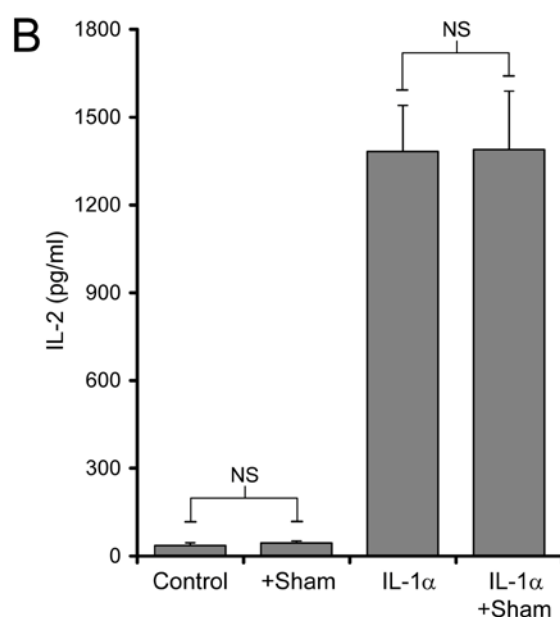 B
1800
NS
1500
1200
900
600
300
0
IL-2 (pg/ml)
NS
Control
+Sham
IL-1α
IL-1α
+Sham